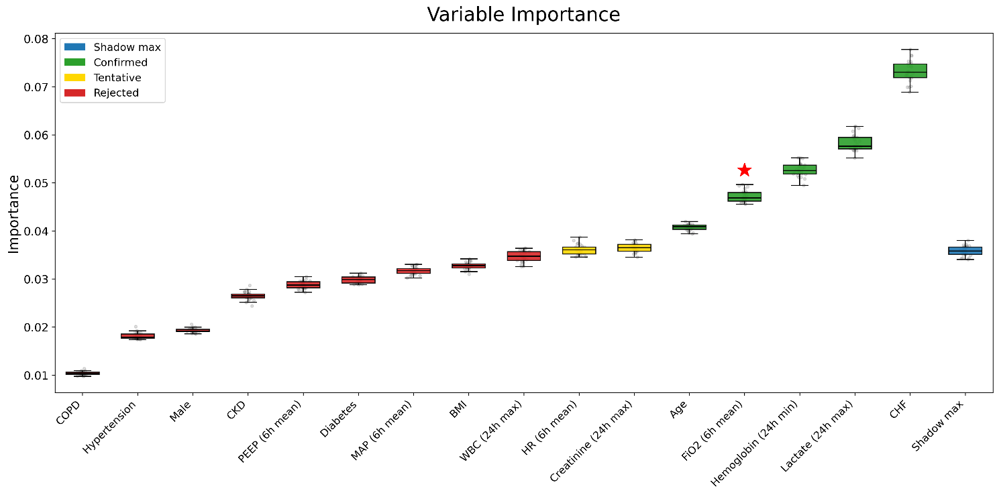 Variable Importance
Importance
0.08
0.07
0.06
0.05
0.04
0.03
0.02
0.01
Shadow max
Confirmed
Tentative
Rejected
COPD
Hypertension
Male
CKD
PEEP (6h mean)
Diabetes
MAP (6h mean)
BMI
WBC (24h max)
HR (6h mean)
Creatinine (24h max)
Age
FiO2 (6h mean)
Hemoglobin (24h min)
Lactate (24h max)
CHF
Shadow max